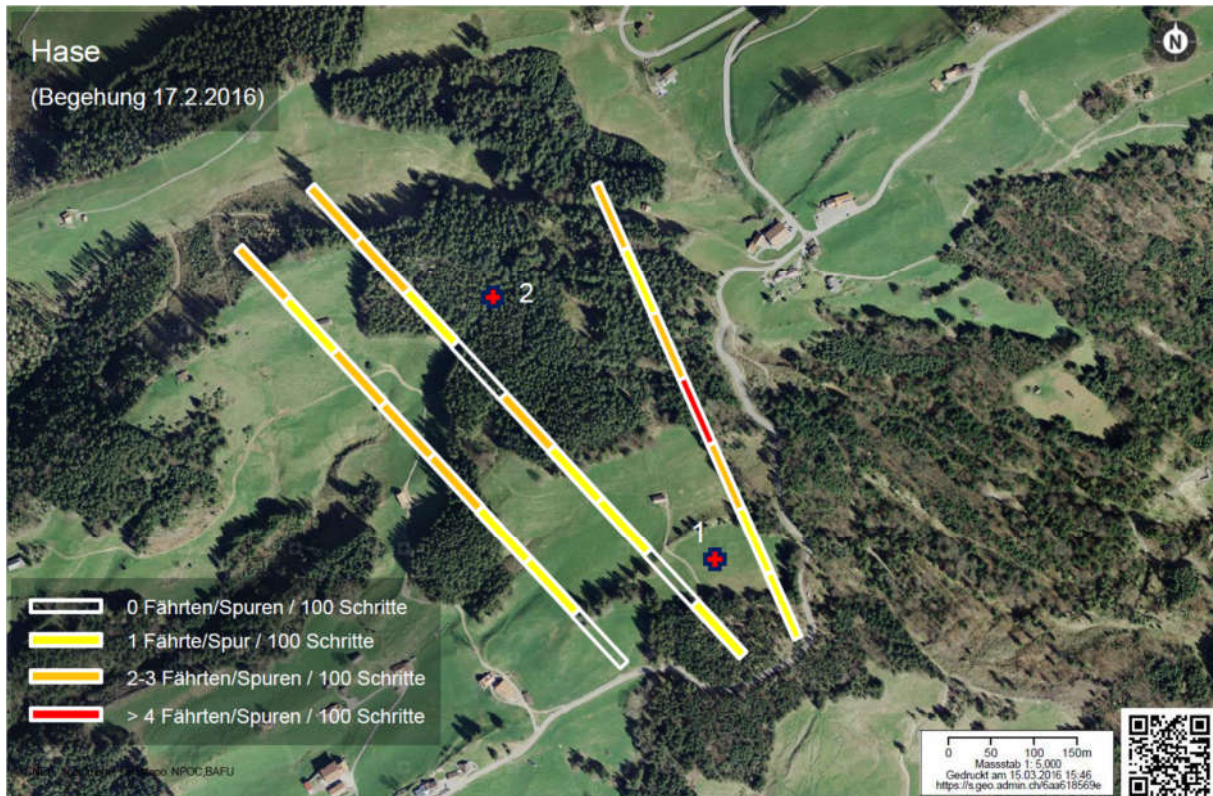 Hase
(Begehung 17.2.2016)
N
2
1
0 Fährten/Spuren / 100 Schritte
1 Fährte/Spur / 100 Schritte
2-3 Fährten/Spuren / 100 Schritte
> 4 Fährten/Spuren / 100 Schritte
NPOC,BAFU
0 50 100 150m
Massstab 1: 5,000
Gedruckt am 15.03.2016 15:46
https://s.geo.admin.ch/6aa618569e